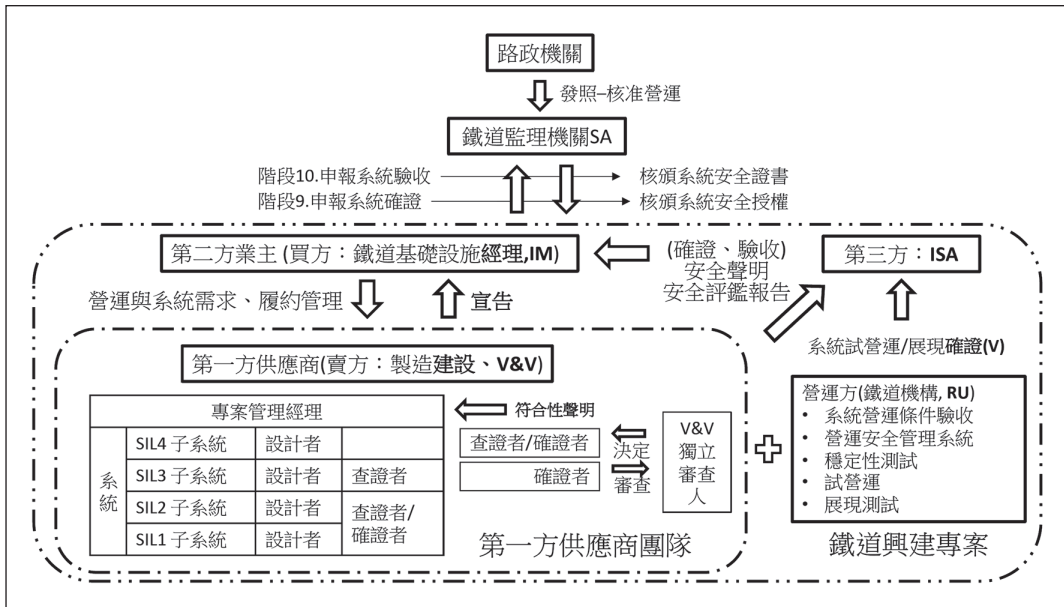 路政機關
發照–核准營運
鐵道監理機關SA
階段10.申報系統驗收
核頒系統安全證書
階段9.申報系統確證
核頒系統安全授權
第二方業主 (買方：鐵道基礎設施經理,IM)
(確證、驗收)
安全聲明
安全評鑑報告
第三方：ISA
營運與系統需求、履約管理
宣告
系統試營運/展現確證(V)
第一方供應商(賣方：製造建設、V&V)
專案管理經理
符合性聲明
系統
SIL4 子系統
設計者
SIL3 子系統
設計者
查證者
SIL2 子系統
設計者
SIL1 子系統
設計者
查證者/
確證者
查證者/確證者
確證者
決定
審查
V&V
獨立
審查
人
營運方(鐵道機構, RU)
• 系統營運條件驗收
• 營運安全管理系統
• 穩定性測試
• 試營運
• 展現測試
第一方供應商團隊
鐵道興建專案